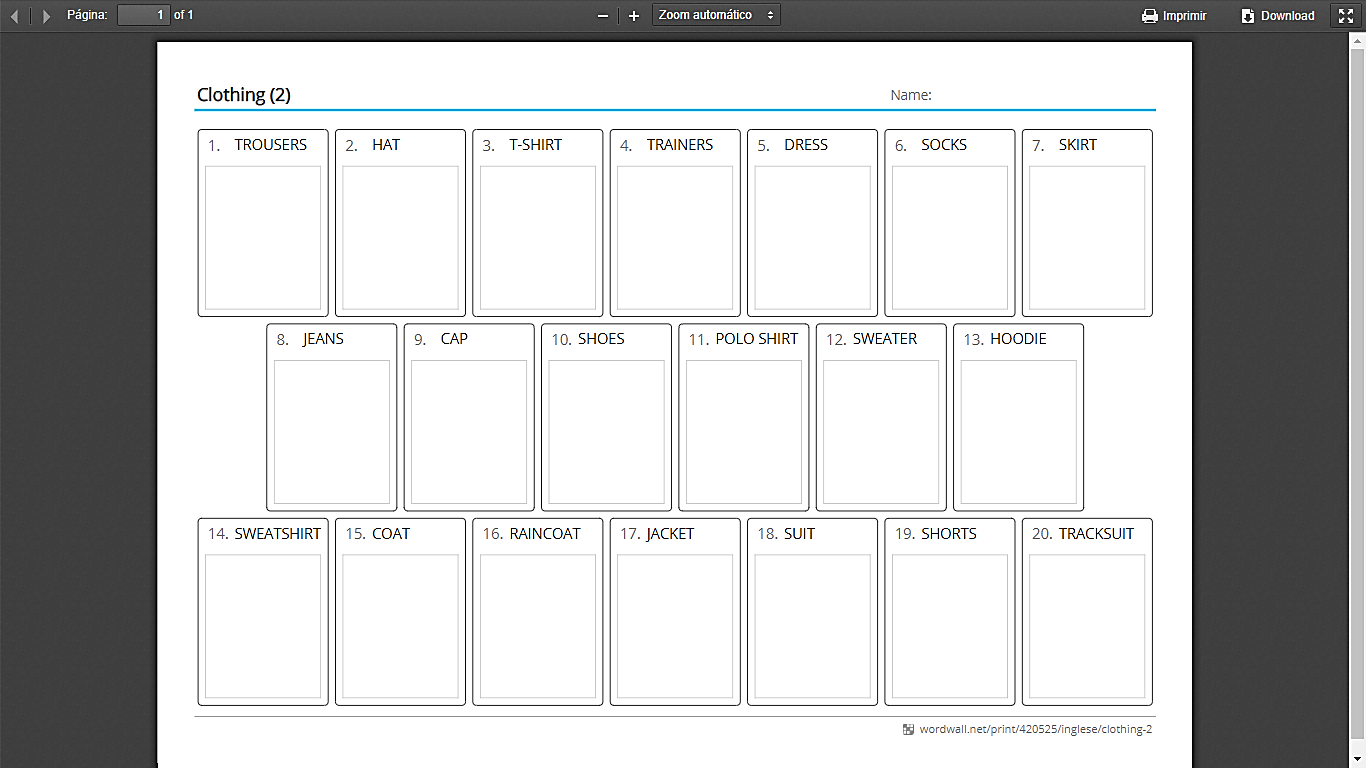 Página: 1 of 1 Zoom automático Imprimir Download
Clothing (2) Name:
1. TROUSERS 2. HAT 3. T-SHIRT 4. TRAINERS 5. DRESS 6. SOCKS 7. SKIRT
8. JEANS 9. CAP 10. SHOES 11. POLO SHIRT 12. SWEATER 13. HOODIE
14. SWEATSHIRT 15. COAT 16. RAINCOAT 17. JACKET 18. SUIT 19. SHORTS 20. TRACKSUIT
wordwall.net/print/420525/inglese/clothing-2